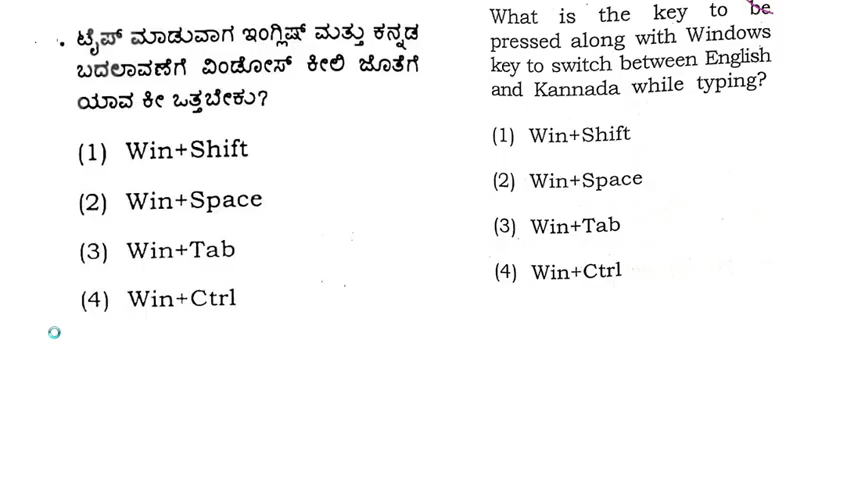 . ಟೈಪ್ ಮಾಡುವಾಗ ಇಂಗ್ಲಿಷ್ ಮತ್ತು ಕನ್ನಡ
ಬದಲಾವಣೆಗೆ ವಿಂಡೋಸ್ ಕೀಲಿ ಜೊತೆಗೆ
ಯಾವ ಕೀ ಒತ್ತಬೇಕು?
(1) Win+Shift
(2) Win+Space
(3) Win+Tab
(4) Win+Ctrl
What is the key to be
pressed along with Windows
key to switch between English
and Kannada while typing?
(1) Win+Shift
(2) Win+Space
(3) Win+Tab
(4) Win+Ctrl